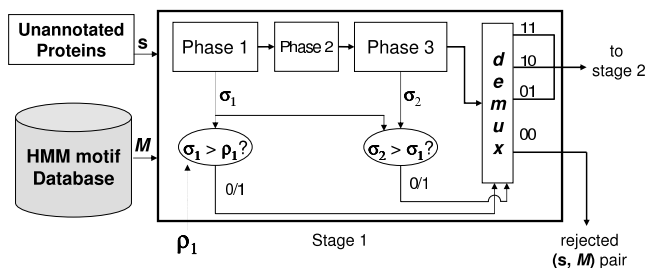 Unannotated
Proteins
s
HMM motif
Database
M
Phase 1
Phase 2
Phase 3
σ1
σ2
σ1 > ρ1?
σ2 > σ1?
0/1
0/1
ρ1
demux
11
10
01
00
to
stage 2
Stage 1
rejected
(s, M) pair